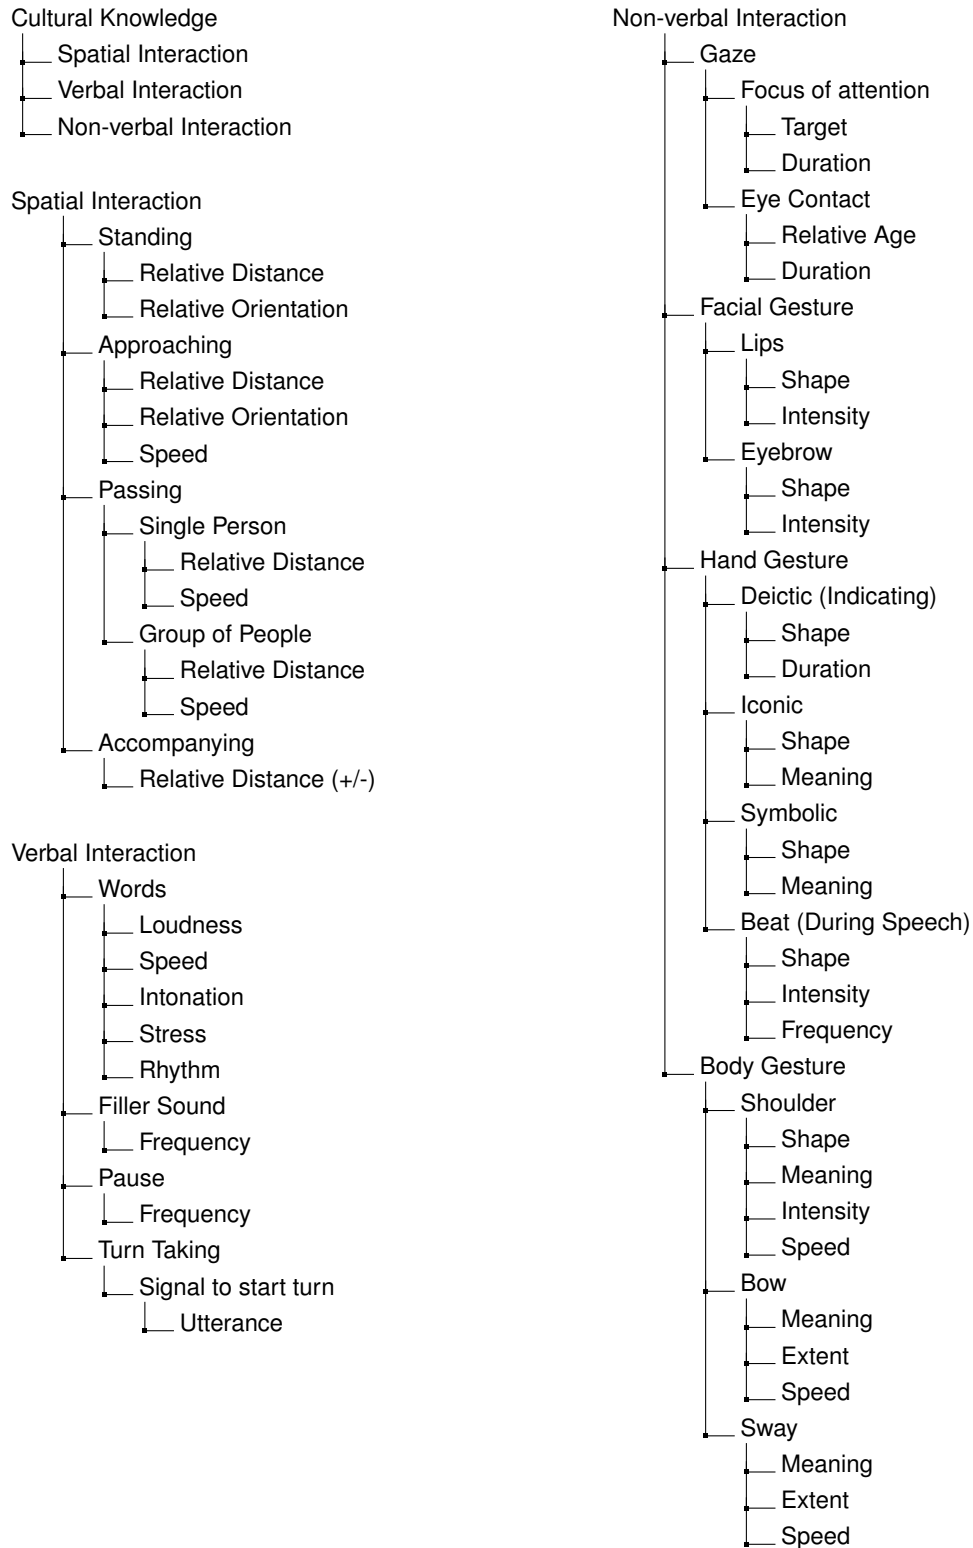 Cultural Knowledge
Spatial Interaction
Verbal Interaction
Non-verbal Interaction
Spatial Interaction
Standing
Relative Distance
Relative Orientation
Approaching
Relative Distance
Relative Orientation
Speed
Passing
Single Person
Relative Distance
Speed
Group of People
Relative Distance
Speed
Accompanying
Relative Distance (+/-)
Verbal Interaction
Words
Loudness
Speed
Intonation
Stress
Rhythm
Filler Sound
Frequency
Pause
Frequency
Turn Taking
Signal to start turn
Utterance
Non-verbal Interaction
Gaze
Focus of attention
Target
Duration
Eye Contact
Relative Age
Duration
Facial Gesture
Lips
Shape
Intensity
Eyebrow
Shape
Intensity
Hand Gesture
Deictic (Indicating)
Shape
Duration
Iconic
Shape
Meaning
Symbolic
Shape
Meaning
Beat (During Speech)
Shape
Intensity
Frequency
Body Gesture
Shoulder
Shape
Meaning
Intensity
Speed
Bow
Meaning
Extent
Speed
Sway
Meaning
Extent
Speed